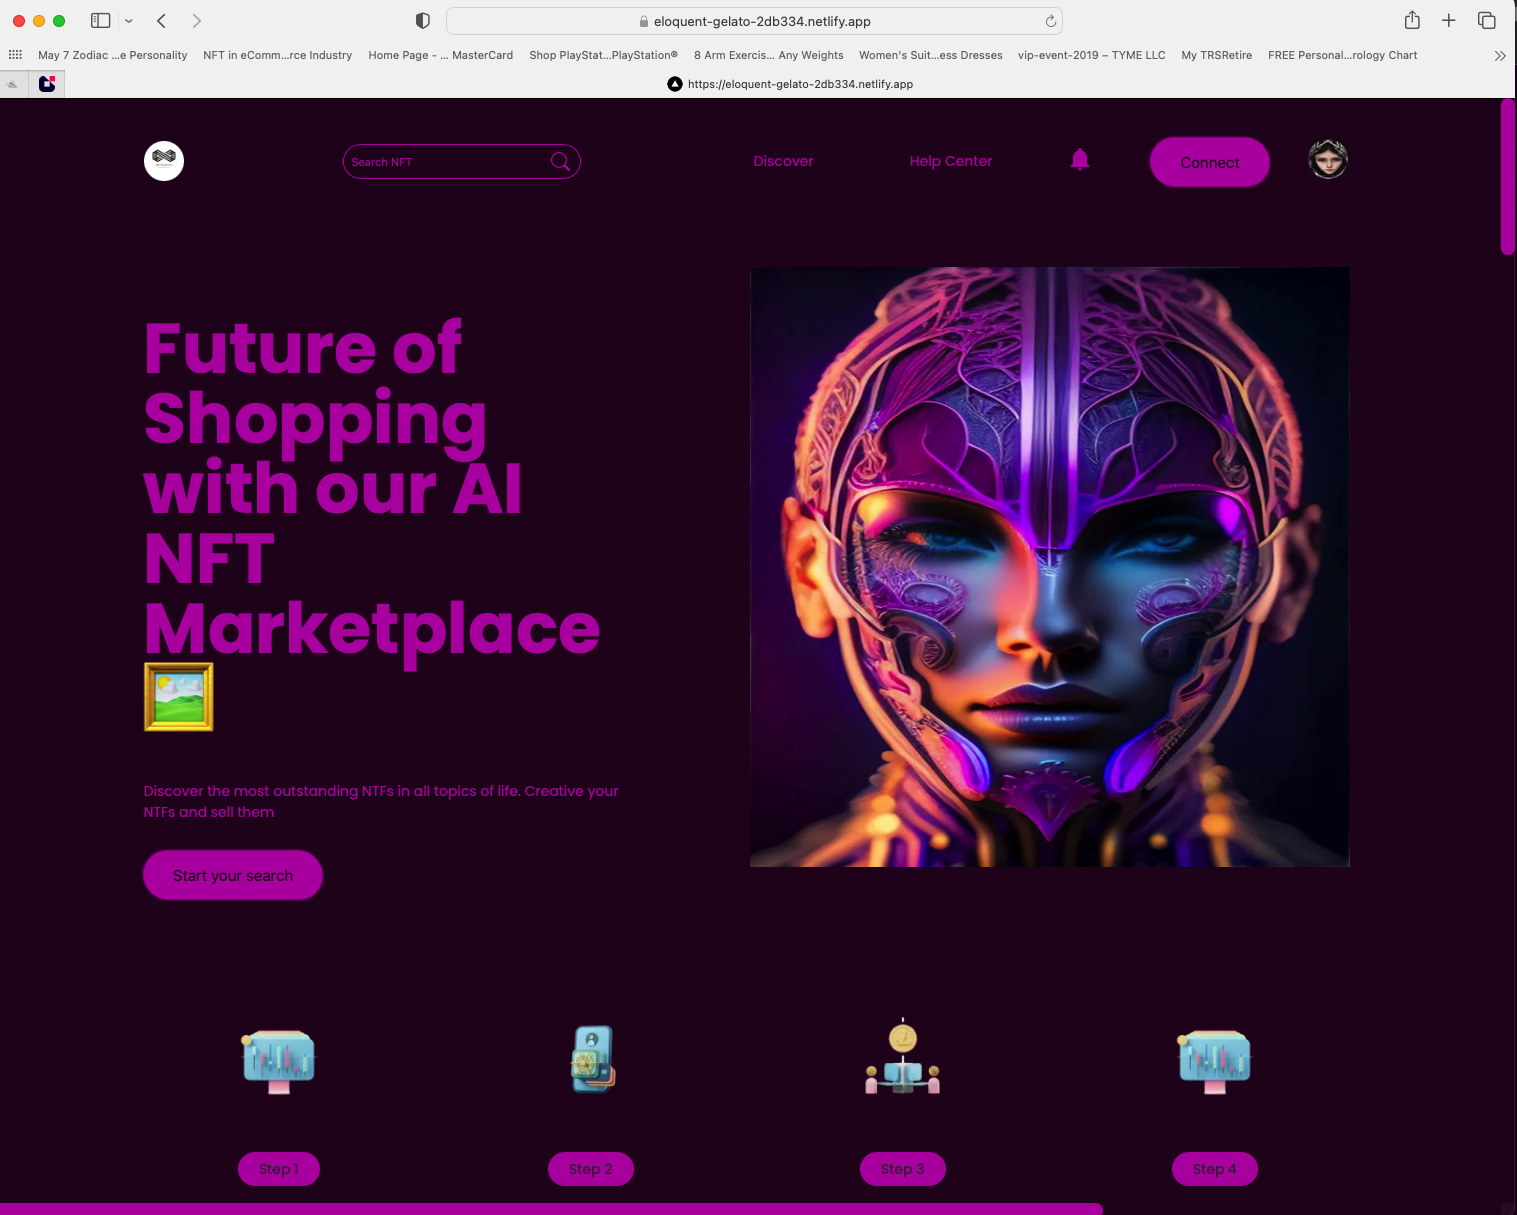 eloquent-gelato-2db334.netlify.app
May 7 Zodiac ...e Personality NFT in eComm...rce Industry Home Page - ... MasterCard Shop PlayStat...PlayStation® 8 Arm Exercis... Any Weights Women's Suit...ess Dresses vip-event-2019 – TYME LLC My TRSRetire FREE Personal...rology Chart
https://eloquent-gelato-2db334.netlify.app
Search NFT Discover Help Center Connect
Future of
Shopping
with our AI
NFT
Marketplace
Discover the most outstanding NTFs in all topics of life. Creative your
NTFs and sell them
Start your search
Step 1 Step 2 Step 3 Step 4